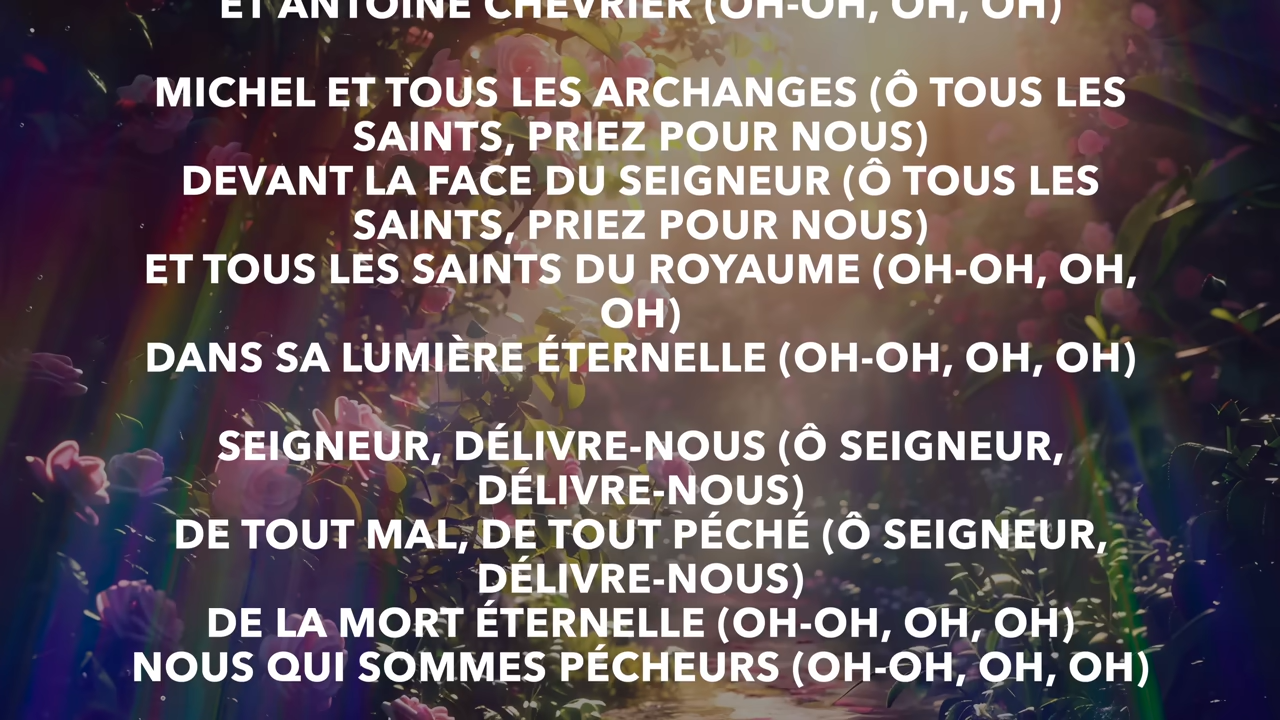 ET ANTOINE CHEVRIER (OH-OH, OH, OH)
MICHEL ET TOUS LES ARCHANGES (Ô TOUS LES
SAINTS, PRIEZ POUR NOUS)
DEVANT LA FACE DU SEIGNEUR (Ô TOUS LES
SAINTS, PRIEZ POUR NOUS)
ET TOUS LES SAINTS DU ROYAUME (OH-OH, OH,
OH)
DANS SA LUMIÈRE ÉTERNELLE (OH-OH, OH, OH)
SEIGNEUR, DÉLIVRE-NOUS (Ô SEIGNEUR,
DÉLIVRE-NOUS)
DE TOUT MAL, DE TOUT PÉCHÉ (Ô SEIGNEUR,
DÉLIVRE-NOUS)
DE LA MORT ÉTERNELLE (OH-OH, OH, OH)
NOUS QUI SOMMES PÉCHEURS (OH-OH, OH, OH)